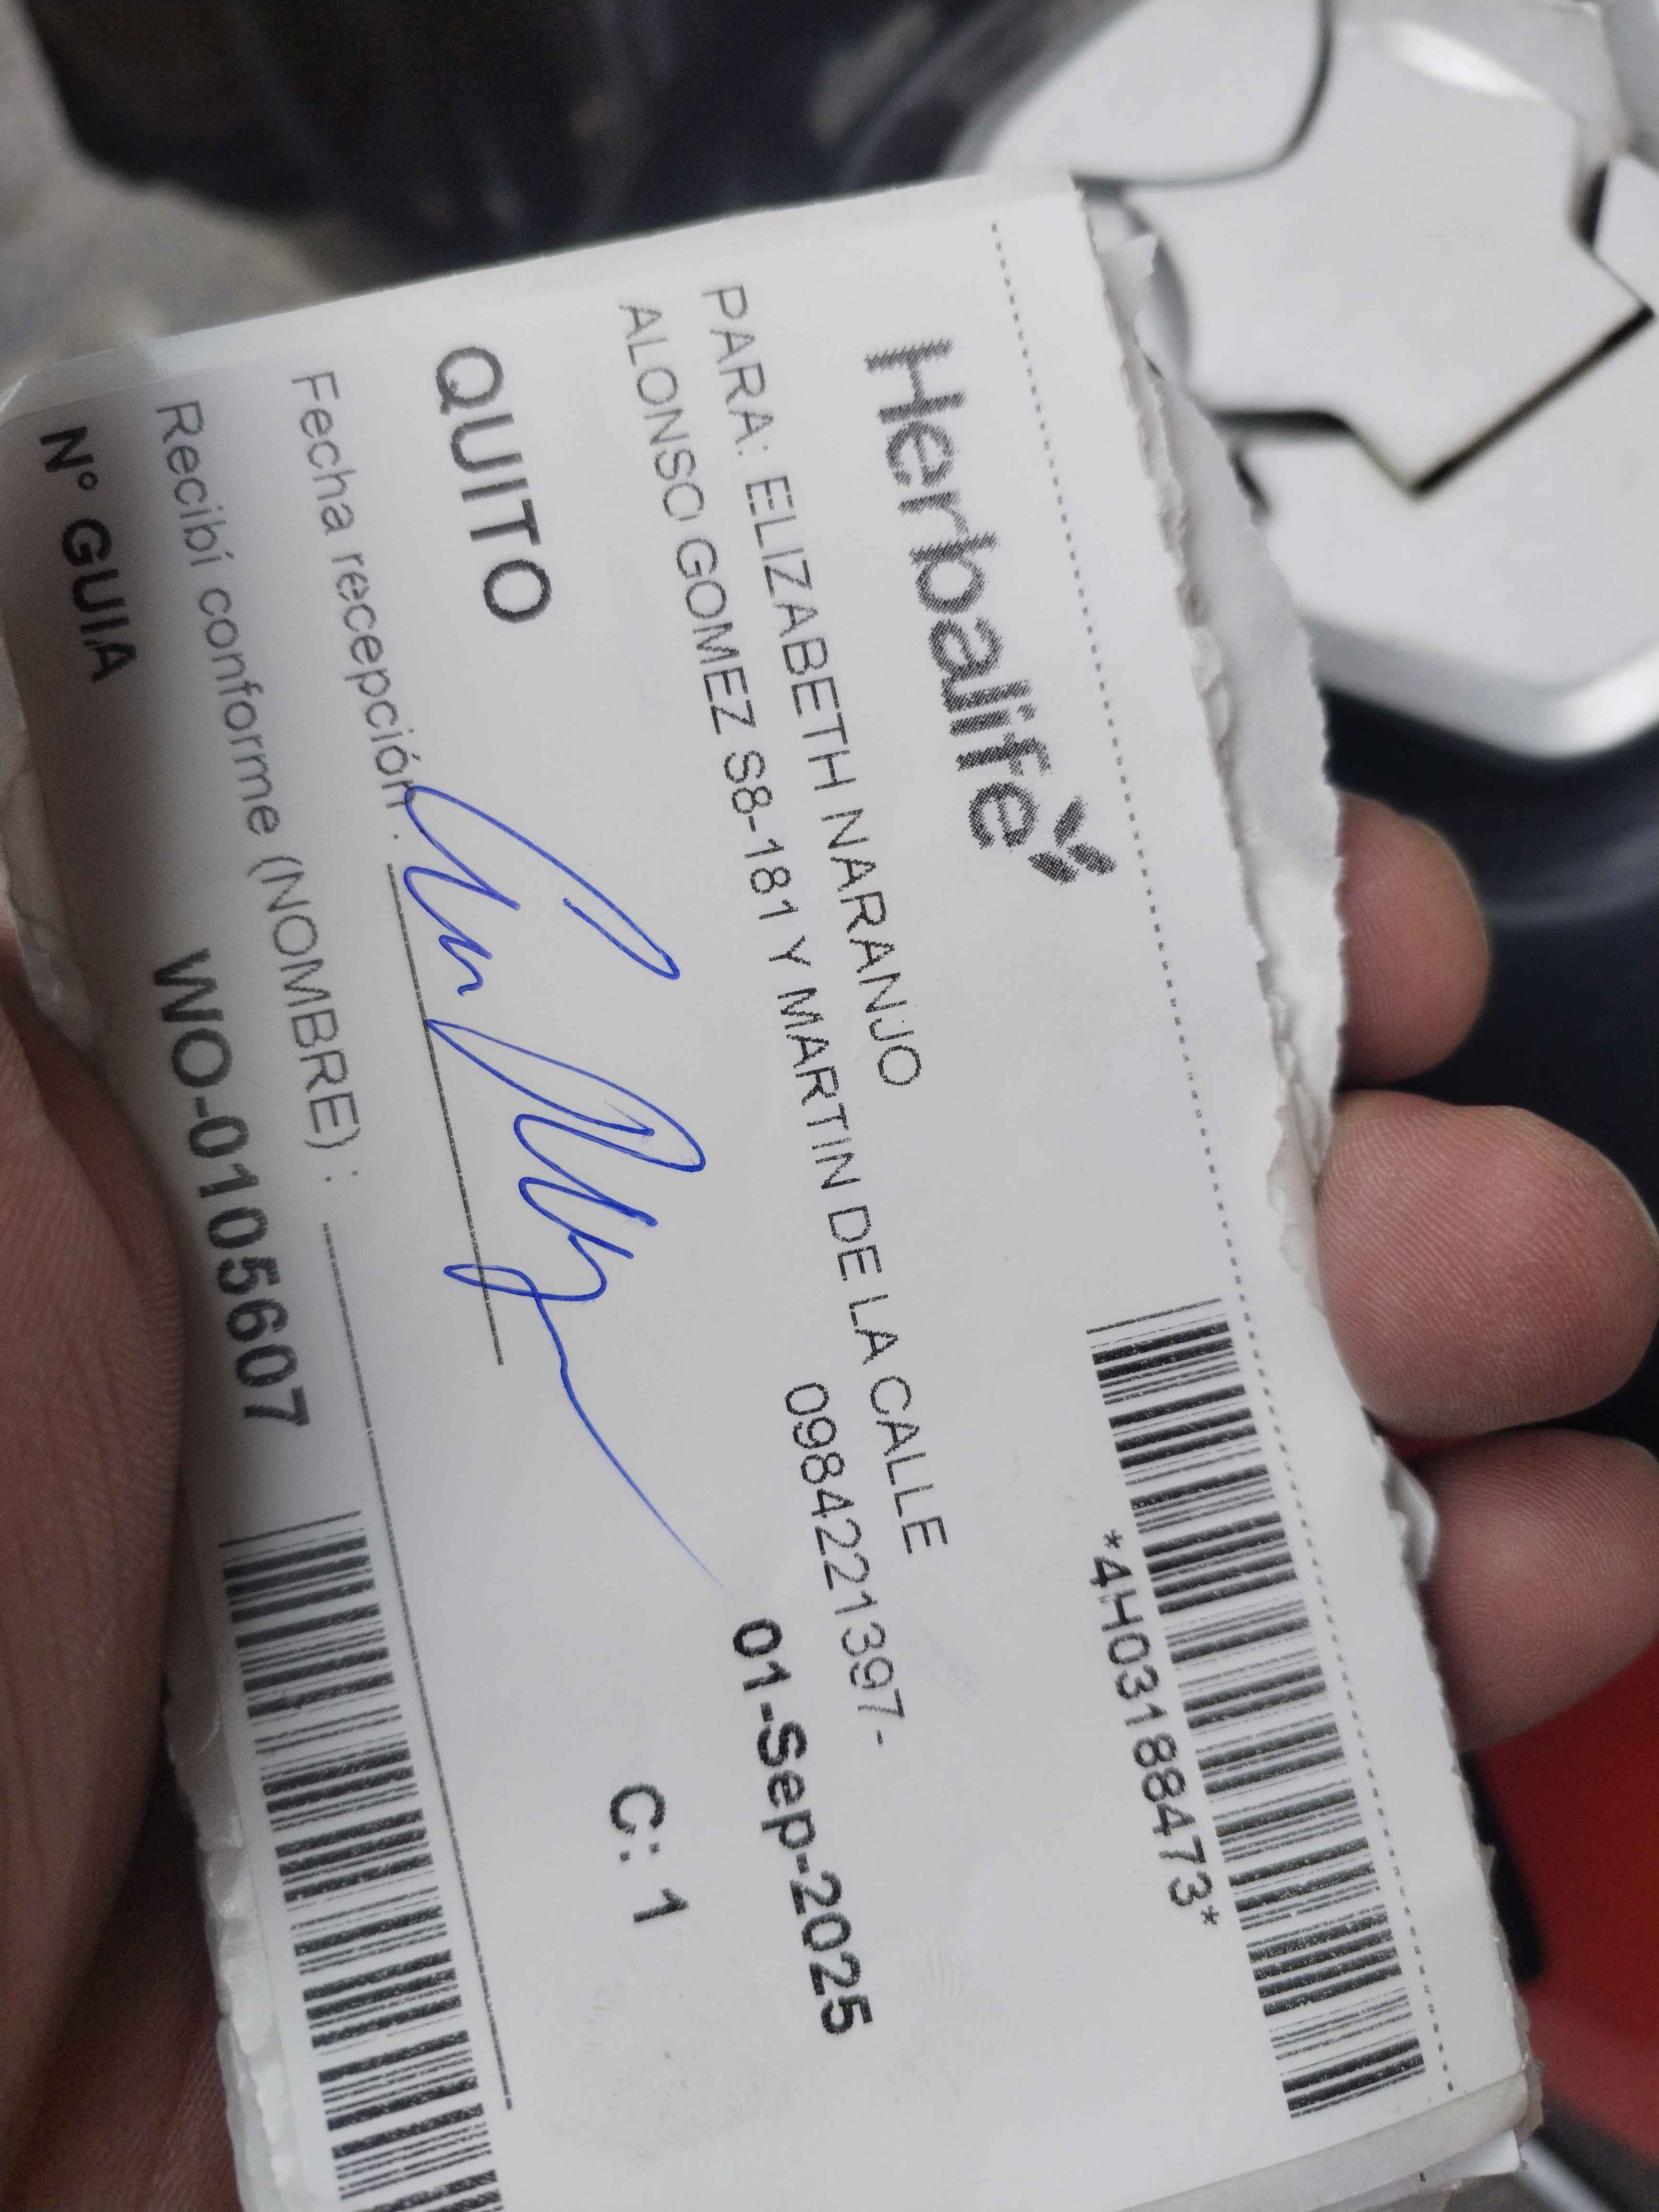 Herbalife
*4H03188473*
PARA: ELIZABETH NARANJO
0984221397-
ALONSO GOMEZ S8-181 Y MARTIN DE LA CALLE
01-Sep-2025
QUITO
C: 1
Fecha recepción :
Recibí conforme (NOMBRE) :
N° GUIA
WO-0105607